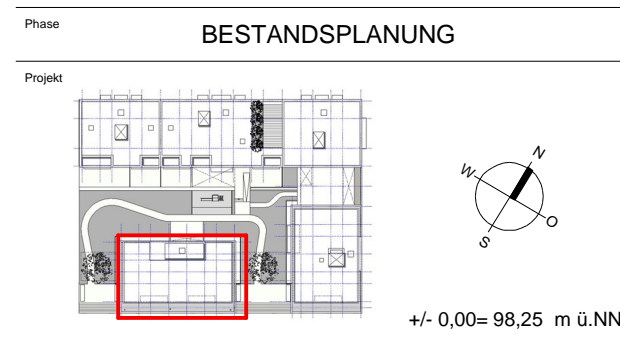 Phase
BESTANDSPLANUNG
Projekt
N
W
O
S
+/- 0,00= 98,25 m ü.NN